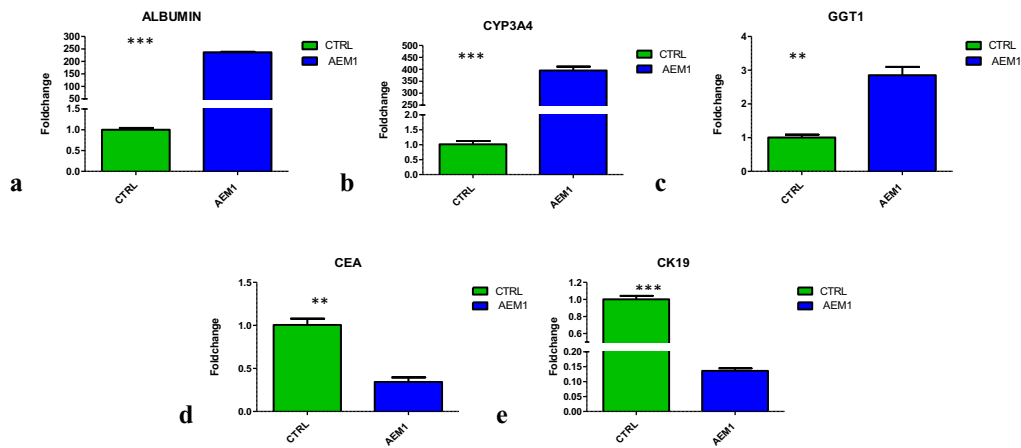 ALBUMIN
Foldchange
300
250
200
150
100
50
1.5
1.0
0.5
0.0
***
CTRL
AEM1
CTRL
AEM1
a
CYP3A4
Foldchange
500
450
400
350
300
250
2.0
1.5
1.0
0.5
0.0
***
CTRL
AEM1
CTRL
AEM1
b
GGT1
Foldchange
4
3
2
1
0
**
CTRL
AEM1
CTRL
AEM1
c
CEA
Foldchange
1.5
1.0
0.5
0.0
**
CTRL
AEM1
CTRL
AEM1
d
CK19
Foldchange
1.2
1.0
0.8
0.6
0.20
0.15
0.10
0.05
0.00
***
CTRL
AEM1
CTRL
AEM1
e